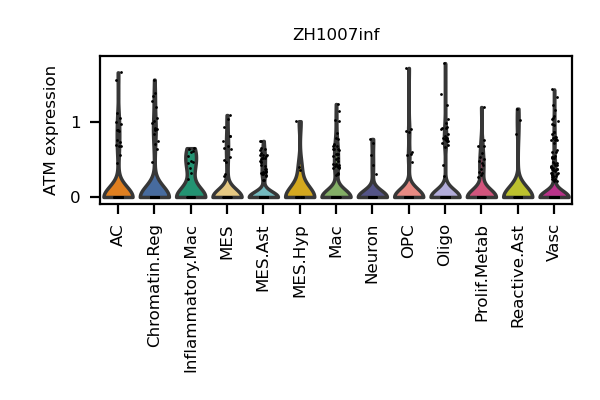 ZH1007inf
ATM expression
1
0
AC
Chromatin.Reg
Inflammatory.Mac
MES
MES.Ast
MES.Hyp
Mac
Neuron
OPC
Oligo
Prolif.Metab
Reactive.Ast
Vasc